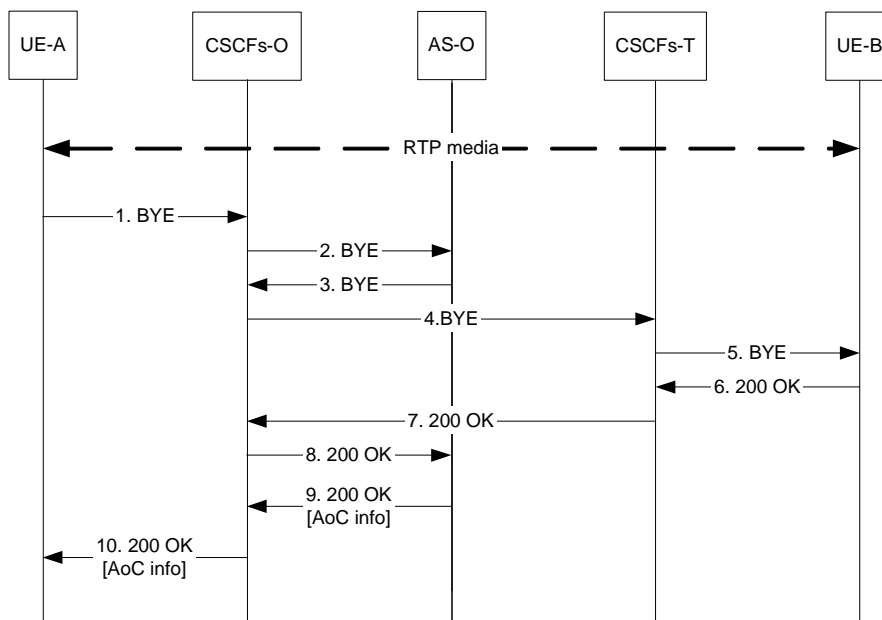 UE-A
CSCFs-O
AS-O
CSCFs-T
UE-B
RTP media
1. BYE
2. BYE
3. BYE
4.BYE
5. BYE
6. 200 OK
7. 200 OK
8. 200 OK
9. 200 OK
[AoC info]
10. 200 OK
[AoC info]